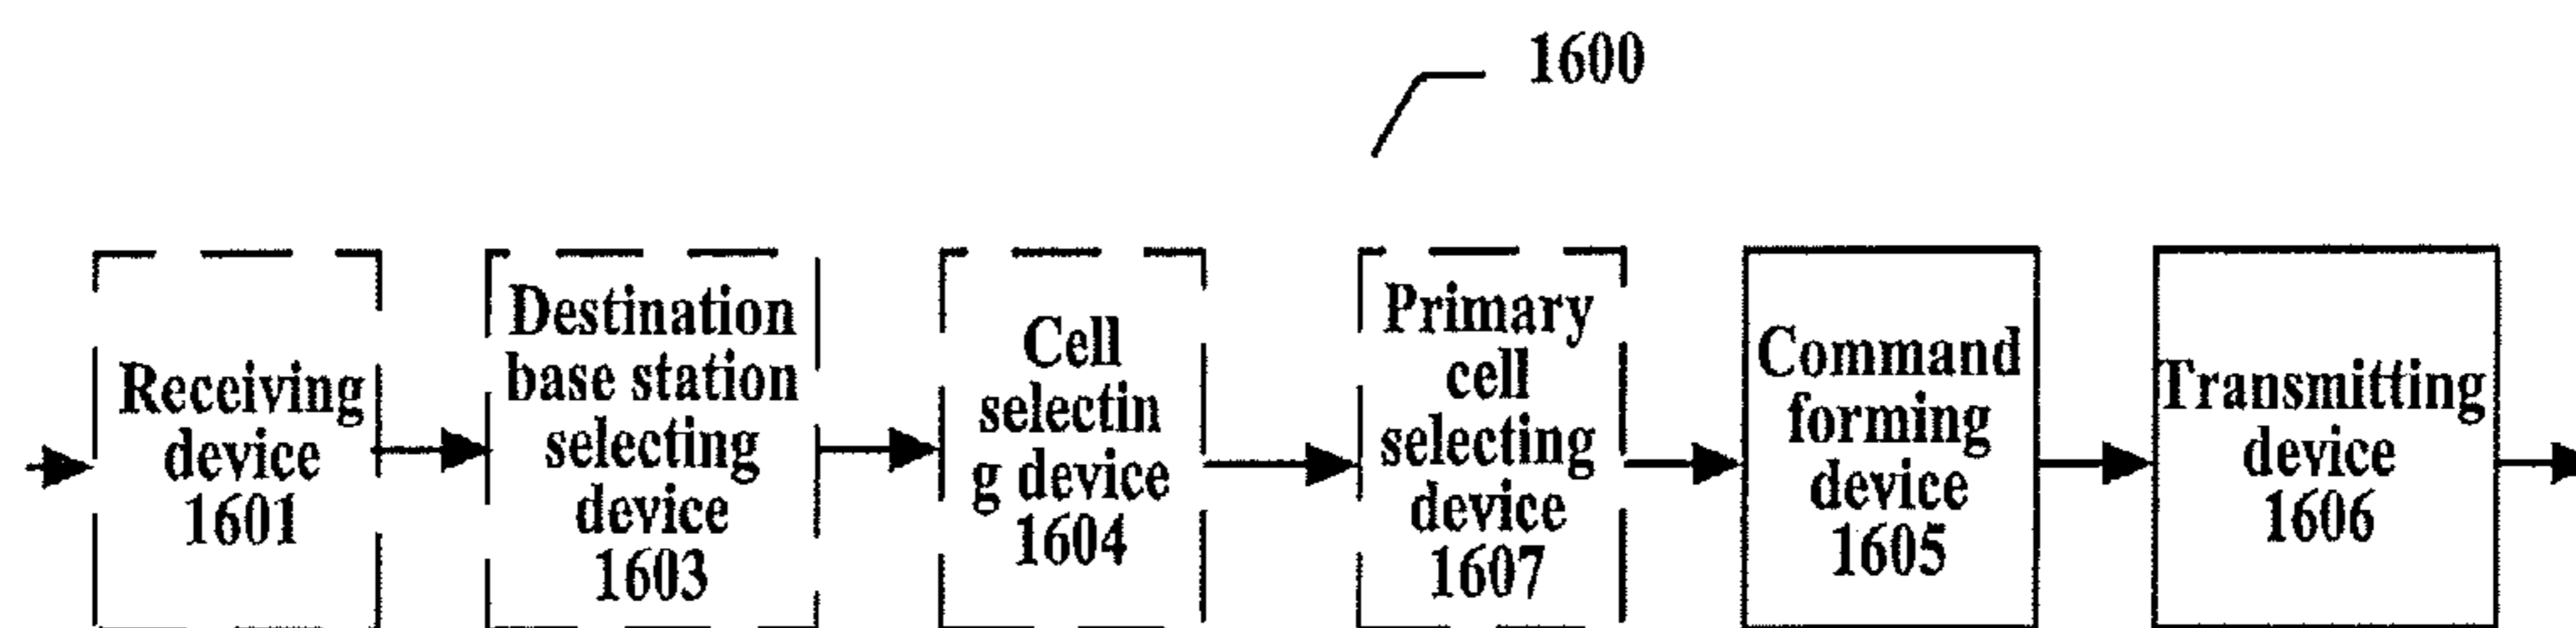 1600
Receiving
device
1601
Destination
base station
selecting
device
1603
Cell
selectin
g device
1604
Primary
cell
selecting
device
1607
Command
forming
device
1605
Transmitting
device
1606